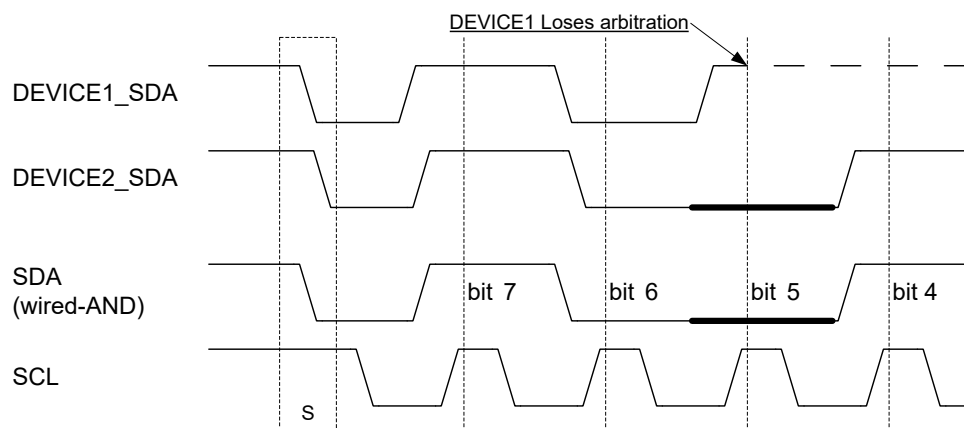 DEVICE1 Loses arbitration
DEVICE1_SDA
DEVICE2_SDA
SDA
(wired-AND)
bit 7
bit 6
bit 5
bit 4
SCL
S